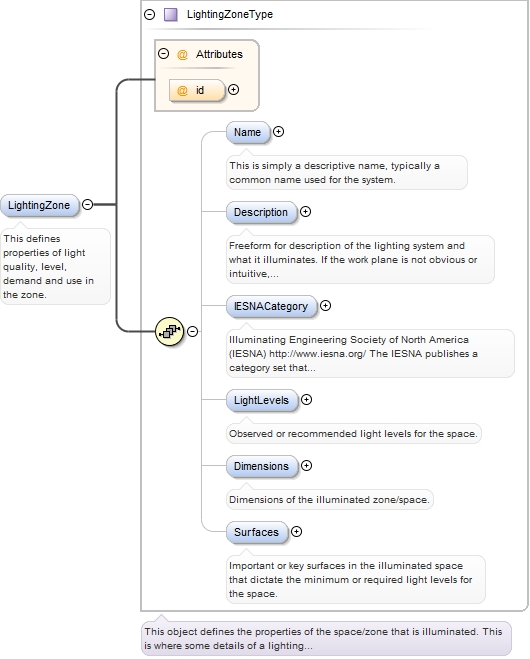 LightingZoneType
@ Attributes
@ id
Name
This is simply a descriptive name, typically a
common name used for the system.
LightingZone
This defines
properties of light
quality, level,
demand and use in
the zone.
Description
Freeform for description of the lighting system and
what it illuminates. If the work plane is not obvious or
intuitive,...
IESNACategory
Illuminating Engineering Society of North America
(IESNA) http://www.iesna.org/ The IESNA publishes a
category set that...
LightLevels
Observed or recommended light levels for the space.
Dimensions
Dimensions of the illuminated zone/space.
Surfaces
Important or key surfaces in the illuminated space
that dictate the minimum or required light levels for
the space.
This object defines the properties of the space/zone that is illuminated. This
is where some details of a lighting...